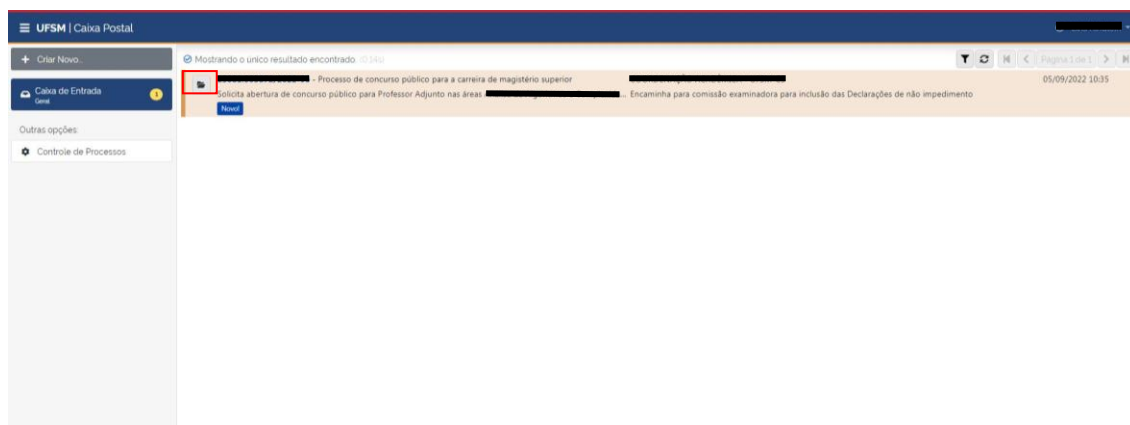 UFSM | Caixa Postal
+ Criar Novo..
Mostrando o único resultado encontrado.
Página 1 de 1
Caixa de Entrada
Geral
1
- Processo de concurso público para a carreira de magistério superior
05/09/2022 10:35
Solicita abertura de concurso público para Professor Adjunto nas áreas ... Encaminha para comissão examinadora para inclusão das Declarações de não impedimento
Novo!
Outras opções:
Controle de Processos